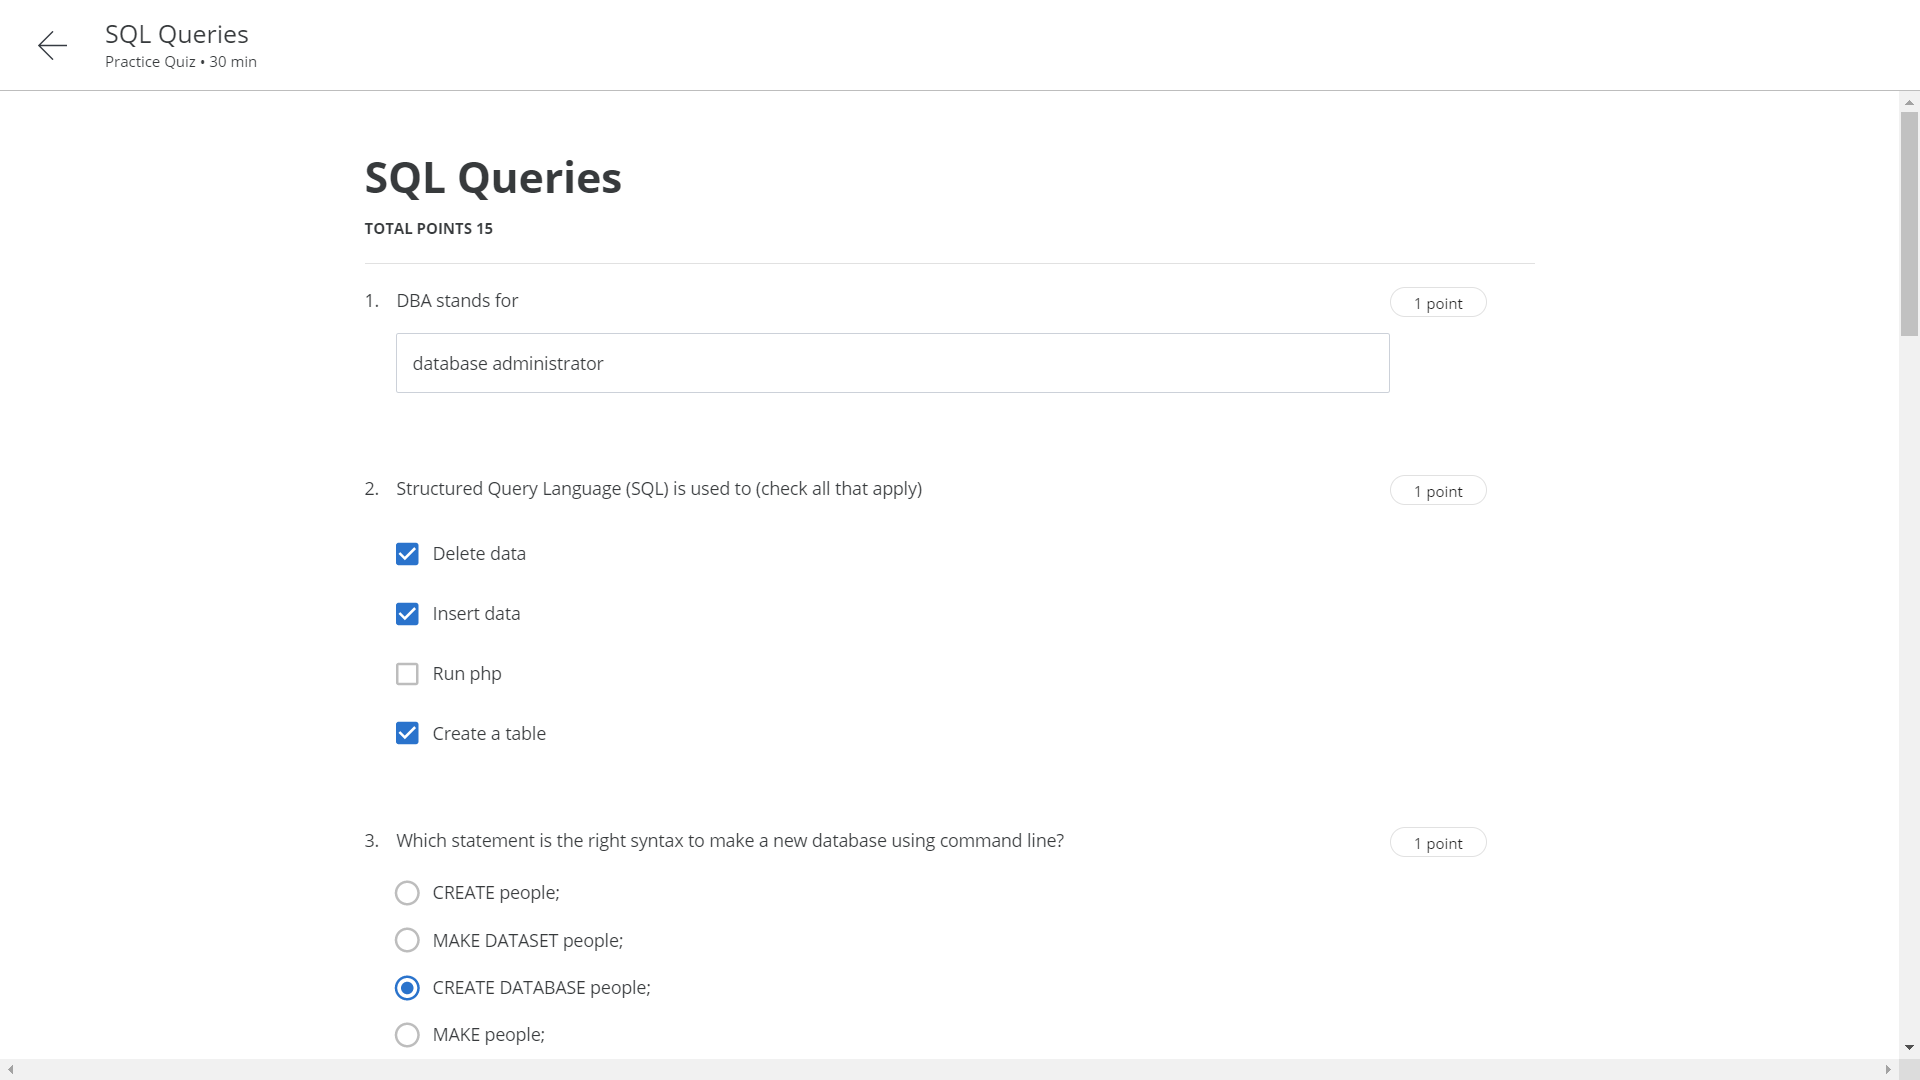 SQL Queries
Practice Quiz • 30 min
SQL Queries
TOTAL POINTS 15
1. DBA stands for
1 point
database administrator
2. Structured Query Language (SQL) is used to (check all that apply)
1 point
Delete data
Insert data
Run php
Create a table
3. Which statement is the right syntax to make a new database using command line?
1 point
CREATE people;
MAKE DATASET people;
CREATE DATABASE people;
MAKE people;